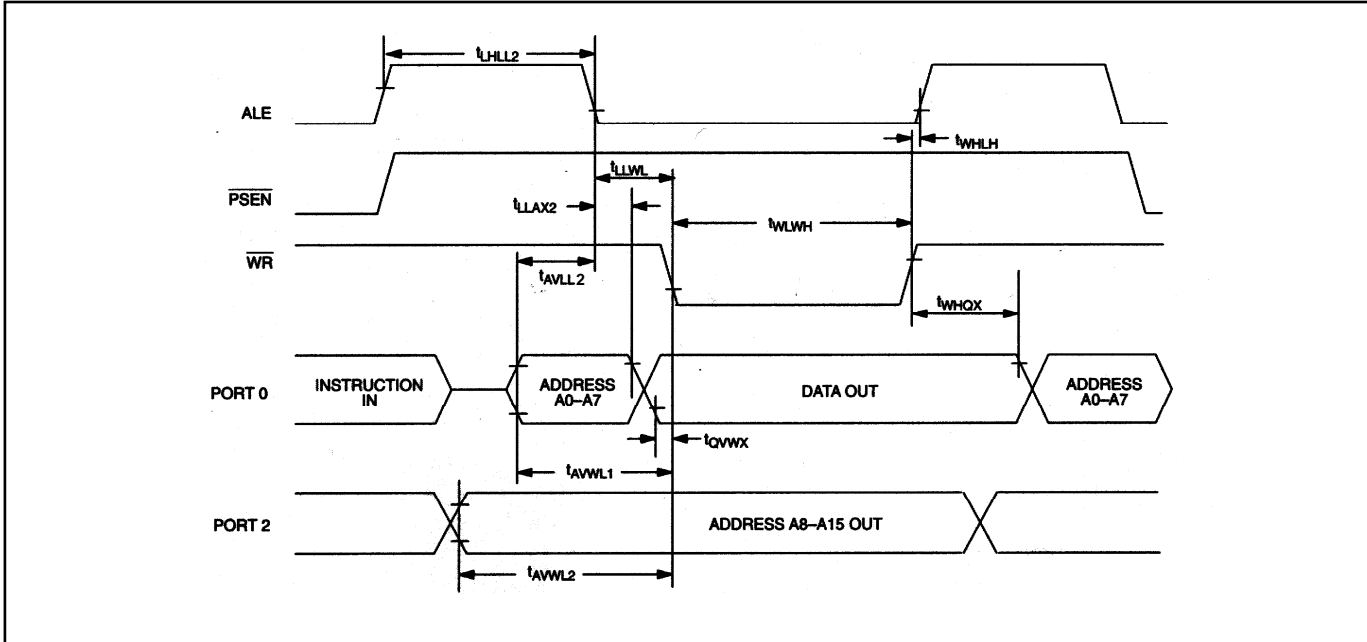 tLHLL2
ALE
tWHLH
tLLWL
PSEN
tLLAX2
tWLWH
WR
tAVLL2
tWHQX
PORT 0
INSTRUCTION
IN
ADDRESS
A0–A7
DATA OUT
ADDRESS
A0–A7
tQVWX
tAVWL1
PORT 2
ADDRESS A8–A15 OUT
tAVWL2